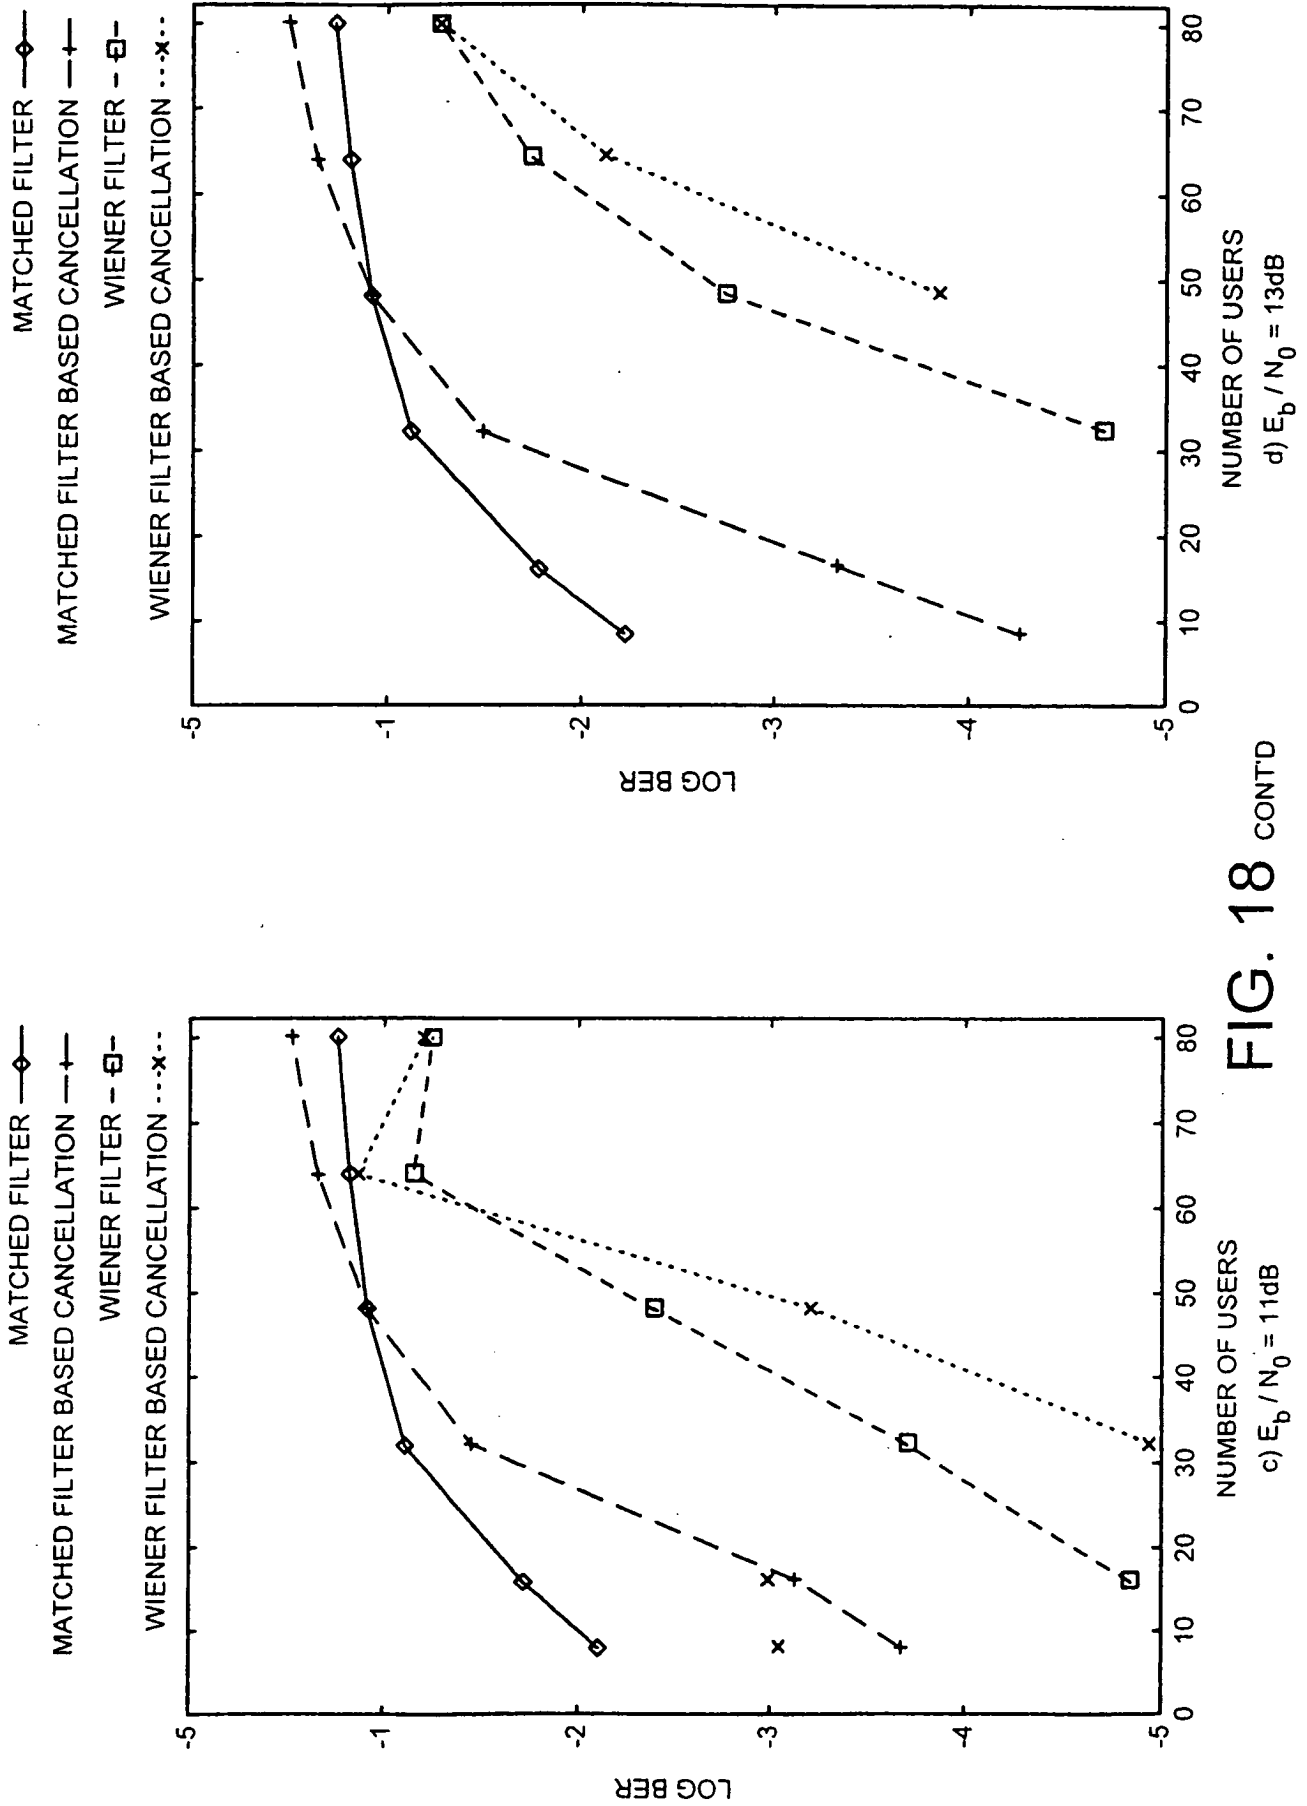 MATCHED FILTER
MATCHED FILTER BASED CANCELLATION
WIENER FILTER
WIENER FILTER BASED CANCELLATION
LOG BER
-5
-1
-2
-3
-4
-5
0 10 20 30 40 50 60 70 80
NUMBER OF USERS
c) E_b / N_0 = 11dB
MATCHED FILTER
MATCHED FILTER BASED CANCELLATION
WIENER FILTER
WIENER FILTER BASED CANCELLATION
LOG BER
-5
-1
-2
-3
-4
-5
0 10 20 30 40 50 60 70 80
NUMBER OF USERS
d) E_b / N_0 = 13dB
FIG. 18 CONT'D